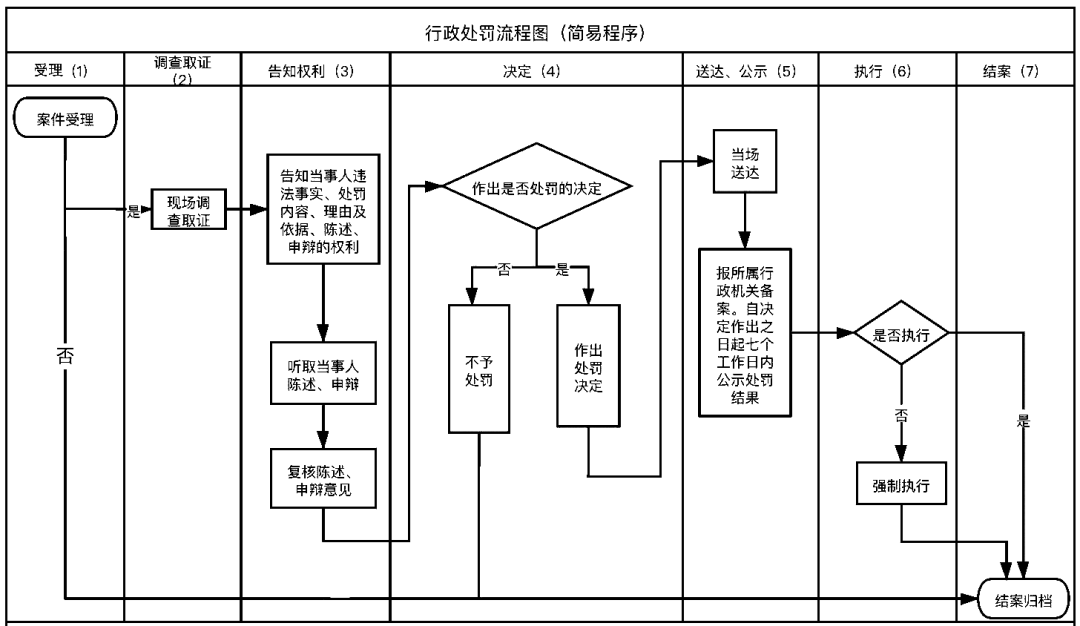 行政处罚流程图（简易程序）
受理（1）
调查取证
（2）
告知权利（3）
决定（4）
送达、公示（5）
执行（6）
结案（7）
案件受理
是
否
现场调
查取证
告知当事人违
法事实、处罚
内容、理由及
依据、陈述、
申辩的权利
听取当事人
陈述、申辩
复核陈述、
申辩意见
作出是否处罚的决定
否
是
不予
处罚
作出
处罚
决定
当场
送达
报所属行
政机关备
案。自决
定作出之
日起七个
工作日内
公示处罚
结果
是否执行
否
是
强制执行
结案归档